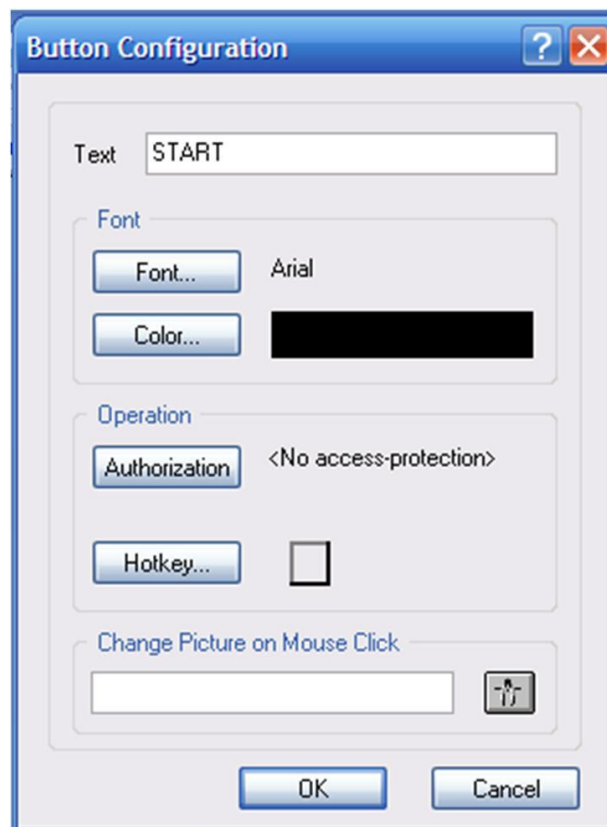 Button Configuration
Text START
Font
Font... Arial
Color...
Operation
Authorization <No access-protection>
Hotkey...
Change Picture on Mouse Click
OK Cancel